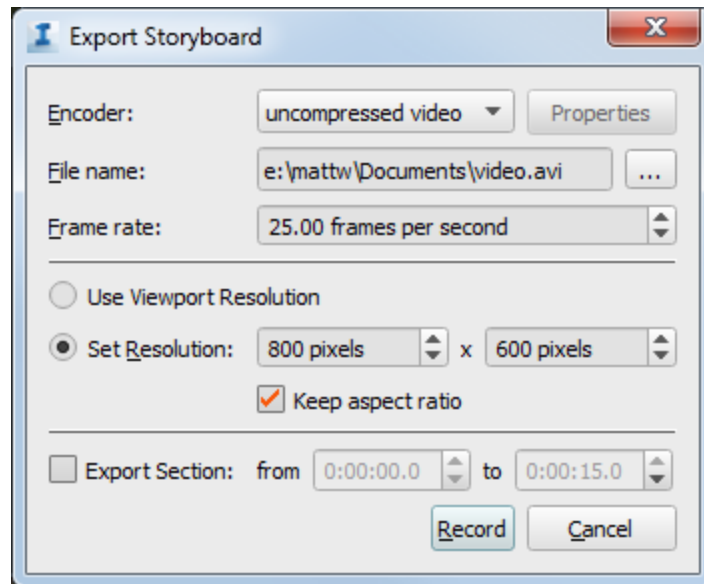 Export Storyboard
Encoder: uncompressed video Properties
File name: e:\mattw\Documents\video.avi ...
Frame rate: 25.00 frames per second
Use Viewport Resolution
Set Resolution: 800 pixels x 600 pixels
Keep aspect ratio
Export Section: from 0:00:00.0 to 0:00:15.0
Record Cancel